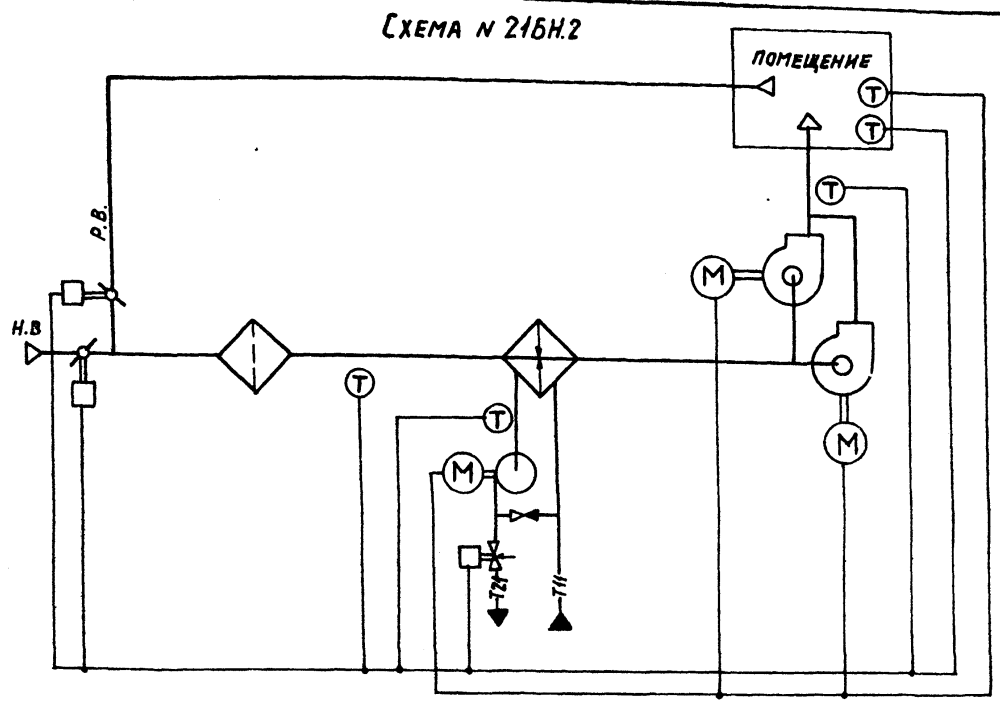 СХЕМА N 21БН.2
ПОМЕЩЕНИЕ
Т
Т
Т
Р.В.
М
Н.В
Т
Т
М
М
Т21
Т11